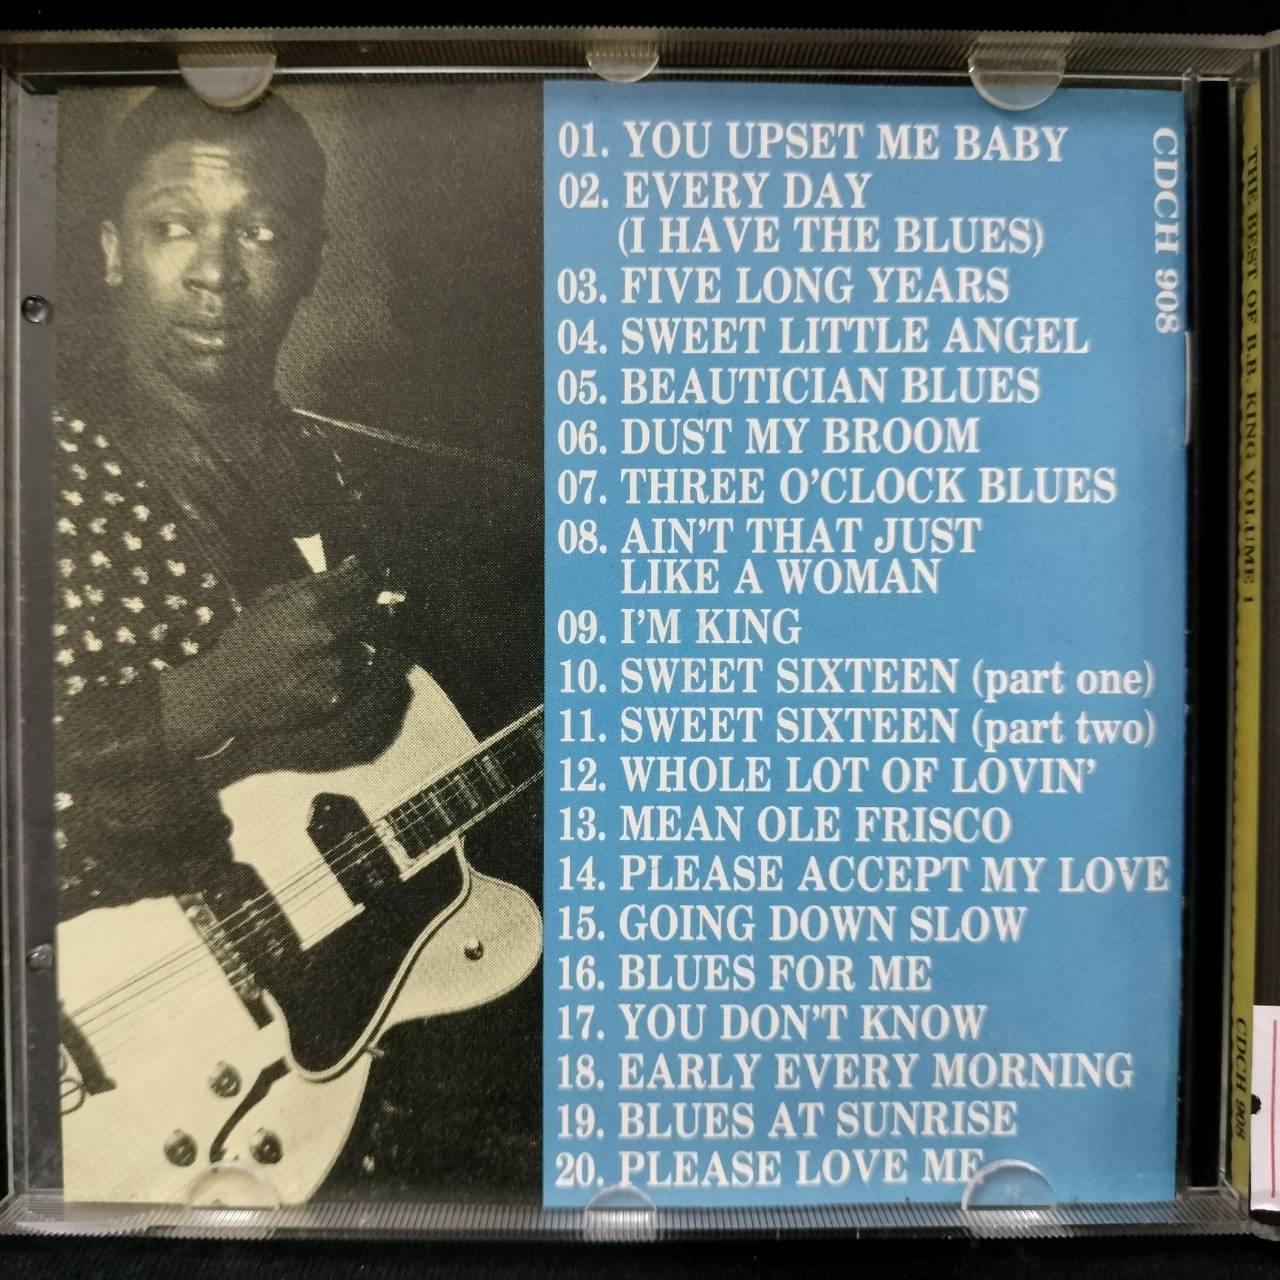 01. YOU UPSET ME BABY
02. EVERY DAY
(I HAVE THE BLUES)
03. FIVE LONG YEARS
04. SWEET LITTLE ANGEL
05. BEAUTICIAN BLUES
06. DUST MY BROOM
07. THREE O'CLOCK BLUES
08. AIN'T THAT JUST
LIKE A WOMAN
09. I'M KING
10. SWEET SIXTEEN (part one)
11. SWEET SIXTEEN (part two)
12. WHOLE LOT OF LOVIN'
13. MEAN OLE FRISCO
14. PLEASE ACCEPT MY LOVE
15. GOING DOWN SLOW
16. BLUES FOR ME
17. YOU DON'T KNOW
18. EARLY EVERY MORNING
19. BLUES AT SUNRISE
20. PLEASE LOVE ME
CDCH 908
THE BEST OF B.B. KING VOLUME 1
CDCH 908